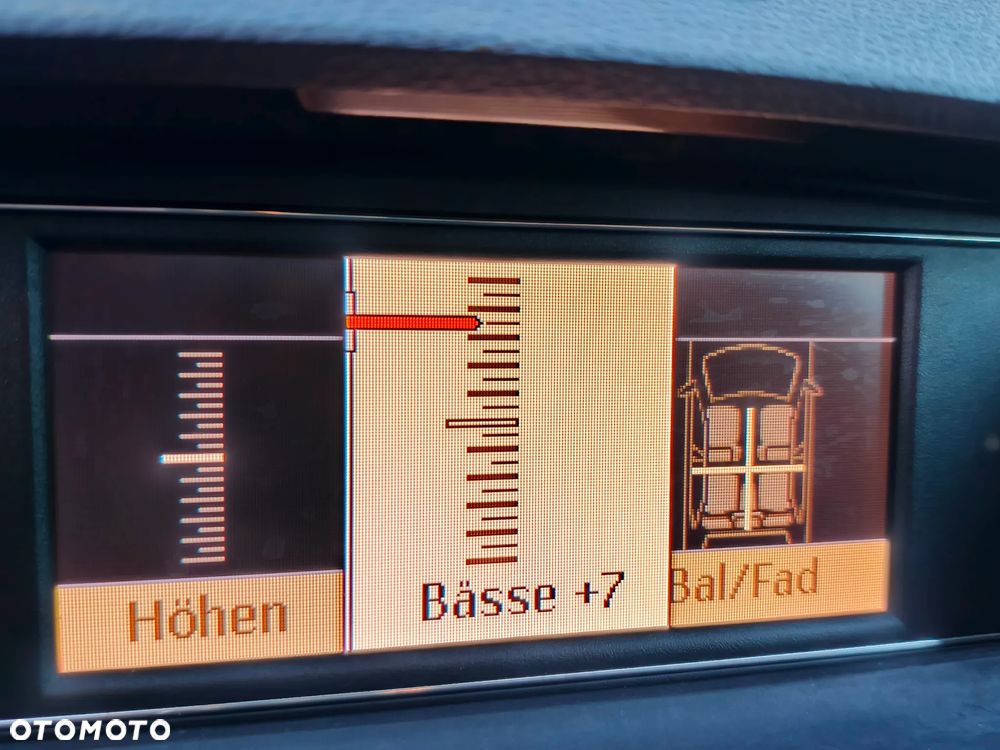 Höhen
Bässe +7
Bal/Fad
OTOMOTO